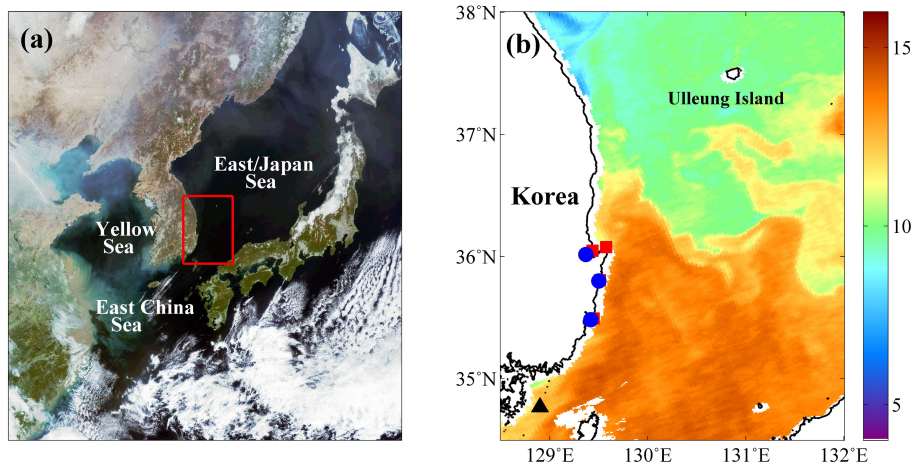 (a)
East/Japan
Sea
Yellow
Sea
East China
Sea
(b)
38°N
37°N
36°N
35°N
129°E
130°E
131°E
132°E
Ulleung Island
Korea
15
10
5